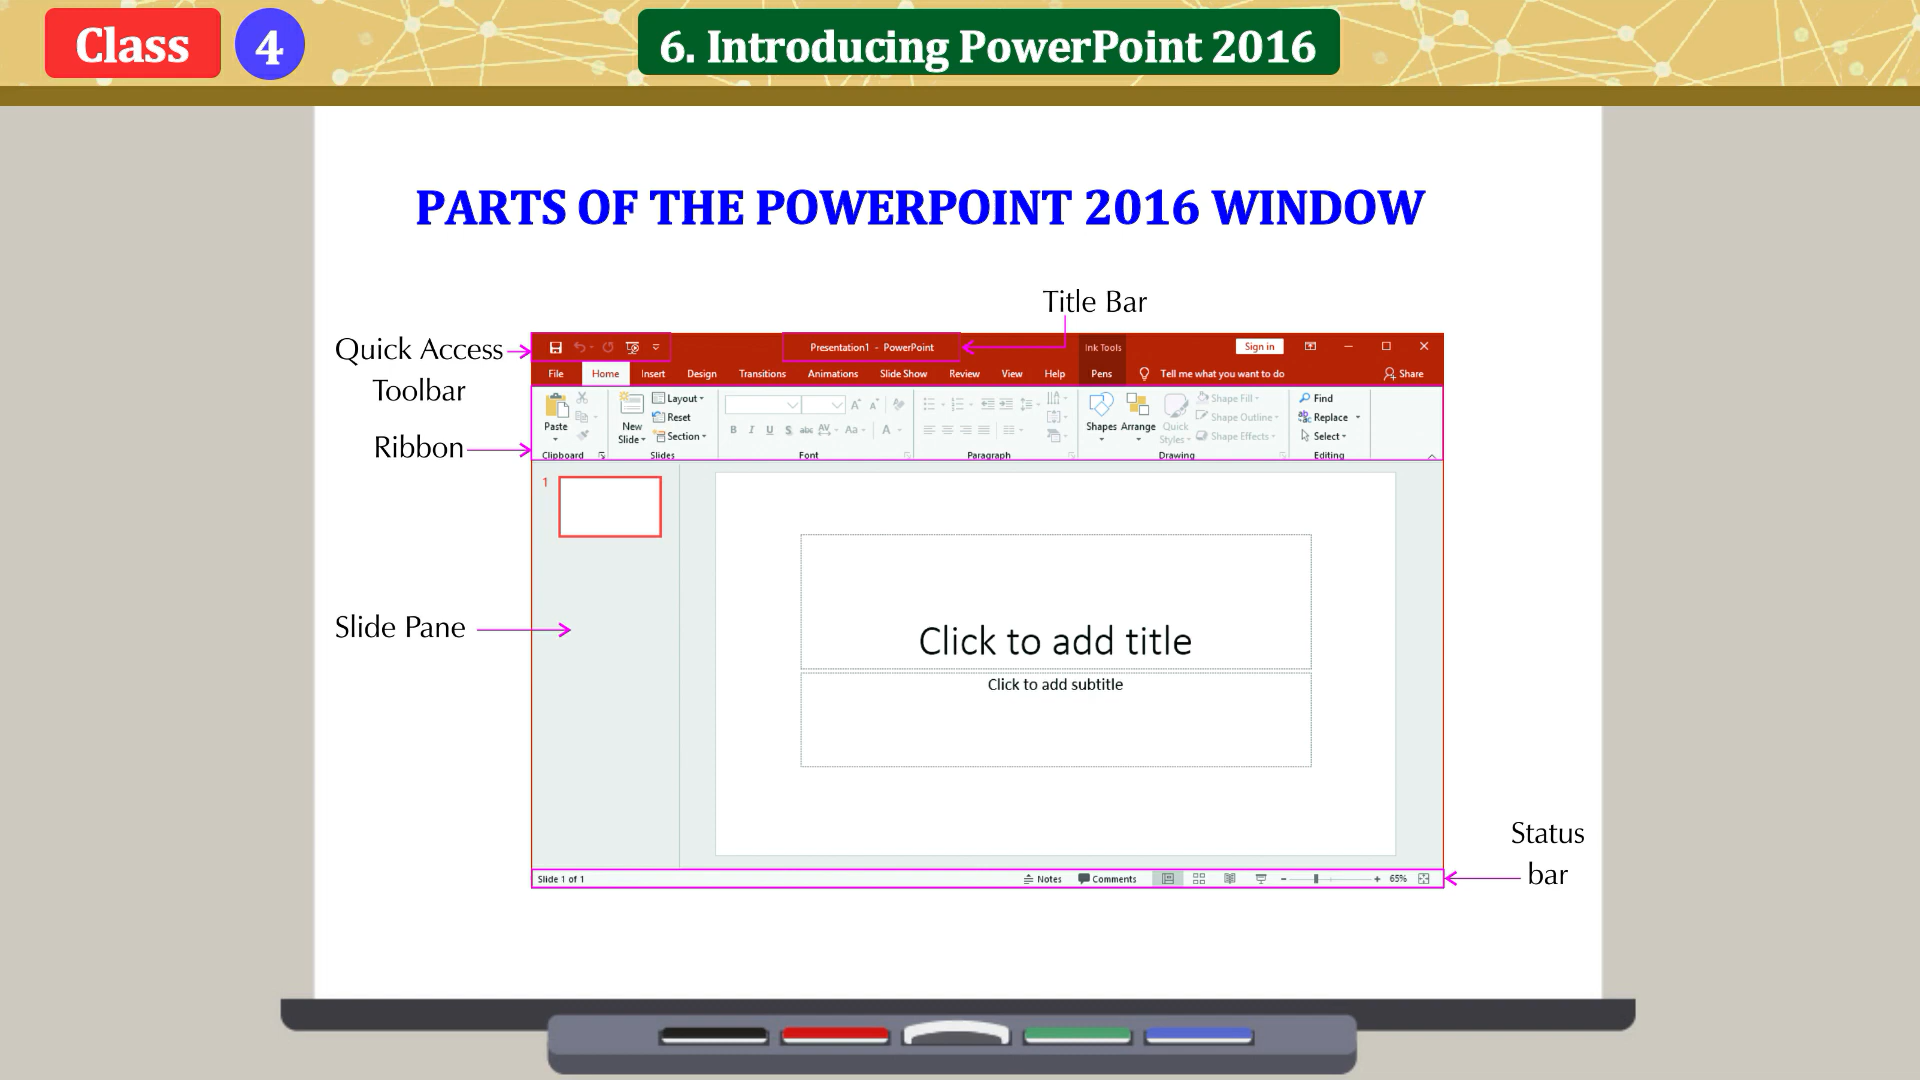 Class 4
6. Introducing PowerPoint 2016
PARTS OF THE POWERPOINT 2016 WINDOW
Title Bar
Quick Access
Toolbar
Ribbon
Slide Pane
Status
bar
Presentation1 - PowerPoint
Ink Tools
Sign in
File Home Insert Design Transitions Animations Slide Show Review View Help Pens Tell me what you want to do Share
Paste
Clipboard
New
Slide
Layout
Reset
Section
Slides
B I U S abc AV Aa A
Font
Paragraph
Shapes Arrange Quick
Styles
Shape Fill
Shape Outline
Shape Effects
Drawing
Find
Replace
Select
Editing
1
Click to add title
Click to add subtitle
Slide 1 of 1
Notes Comments 65%